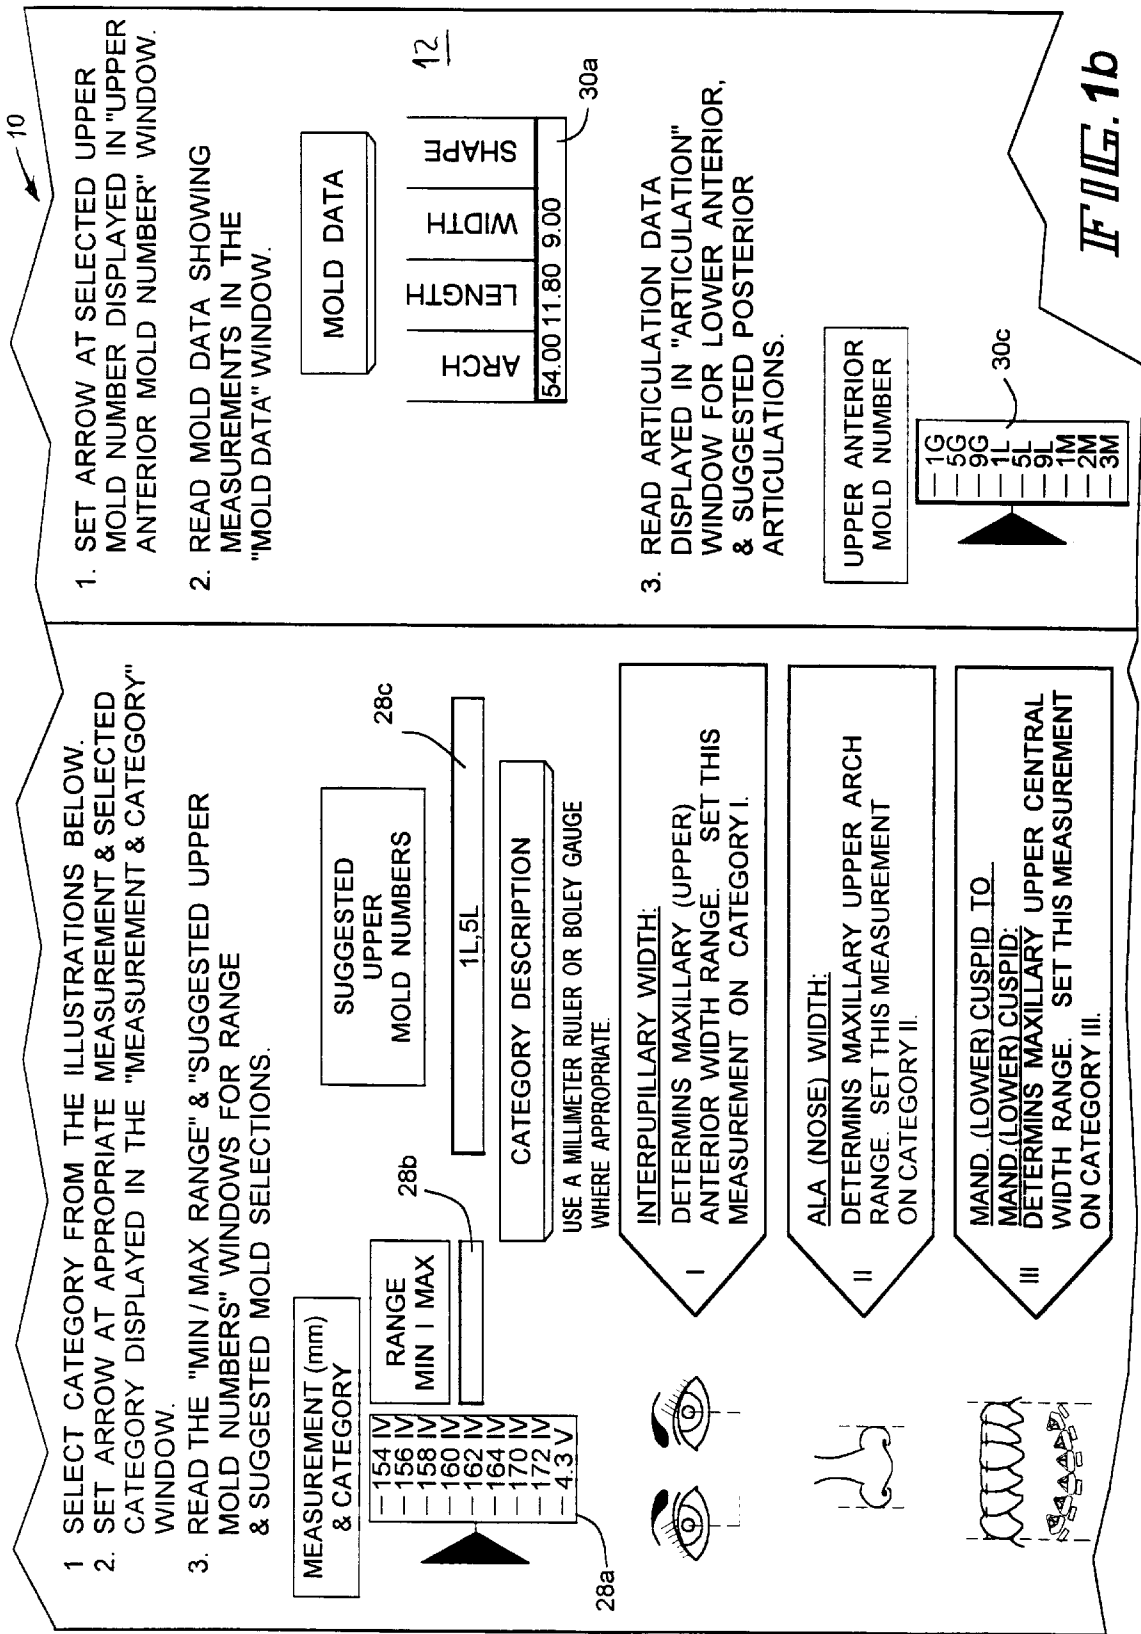 1 SELECT CATEGORY FROM THE ILLUSTRATIONS BELOW.
2. SET ARROW AT APPROPRIATE MEASUREMENT & SELECTED
CATEGORY DISPLAYED IN THE "MEASUREMENT & CATEGORY"
WINDOW.
3. READ THE "MIN / MAX RANGE" & "SUGGESTED UPPER
MOLD NUMBERS" WINDOWS FOR RANGE
& SUGGESTED MOLD SELECTIONS.
MEASUREMENT (mm)
& CATEGORY
154 IV
156 IV
158 IV
160 IV
162 IV
164 IV
170 IV
172 IV
4.3 V
28a
RANGE
MIN | MAX
28b
SUGGESTED
UPPER
MOLD NUMBERS
1L,5L
28c
CATEGORY DESCRIPTION
USE A MILLIMETER RULER OR BOLEY GAUGE
WHERE APPROPRIATE.
I
INTERPUPILLARY WIDTH:
DETERMINS MAXILLARY (UPPER)
ANTERIOR WIDTH RANGE. SET THIS
MEASUREMENT ON CATEGORY I.
II
ALA (NOSE) WIDTH:
DETERMINS MAXILLARY UPPER ARCH
RANGE. SET THIS MEASUREMENT
ON CATEGORY II.
III
MAND. (LOWER) CUSPID TO
MAND.(LOWER) CUSPID:
DETERMINS MAXILLARY UPPER CENTRAL
WIDTH RANGE. SET THIS MEASUREMENT
ON CATEGORY III.
10
1. SET ARROW AT SELECTED UPPER
MOLD NUMBER DISPLAYED IN "UPPER
ANTERIOR MOLD NUMBER" WINDOW.
2. READ MOLD DATA SHOWING
MEASUREMENTS IN THE
"MOLD DATA" WINDOW.
12
MOLD DATA
ARCH LENGTH WIDTH SHAPE
54.00 11.80 9.00
30a
3. READ ARTICULATION DATA
DISPLAYED IN "ARTICULATION"
WINDOW FOR LOWER ANTERIOR,
& SUGGESTED POSTERIOR
ARTICULATIONS.
UPPER ANTERIOR
MOLD NUMBER
1G
5G
9G
1L
5L
9L
1M
2M
3M
30c
FIG. 1b